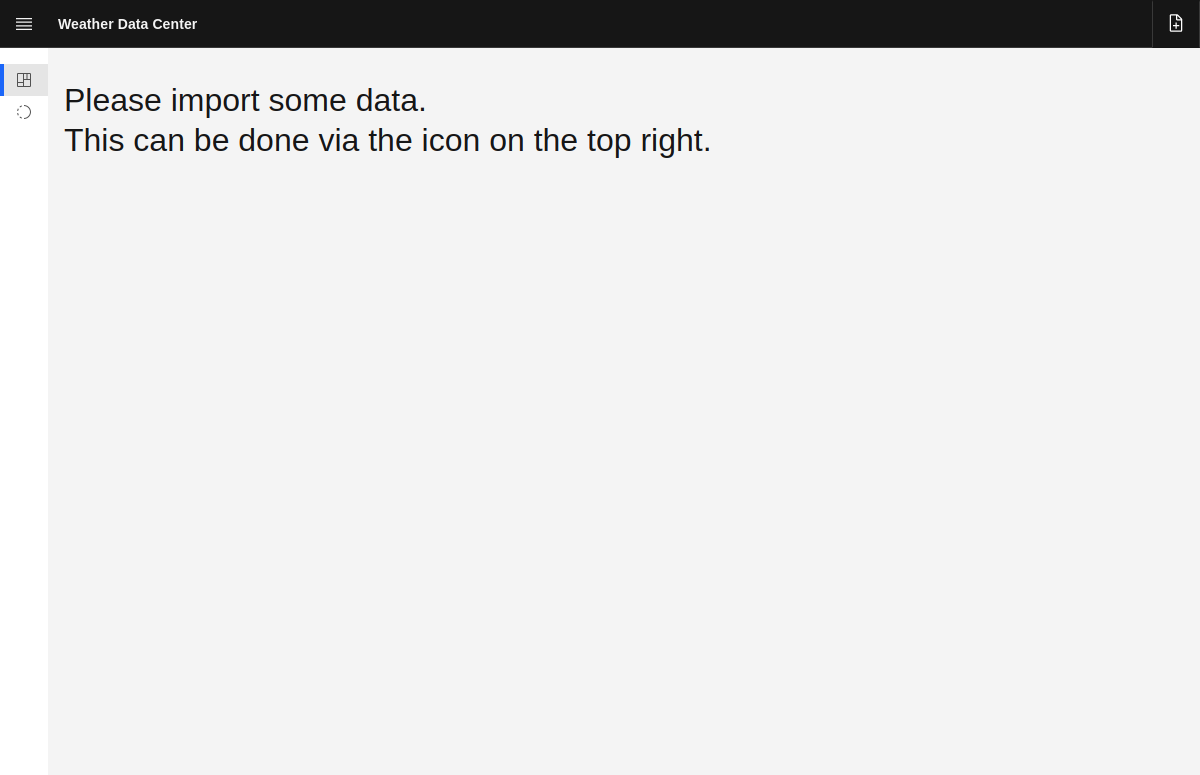 Weather Data Center
Please import some data.
This can be done via the icon on the top right.